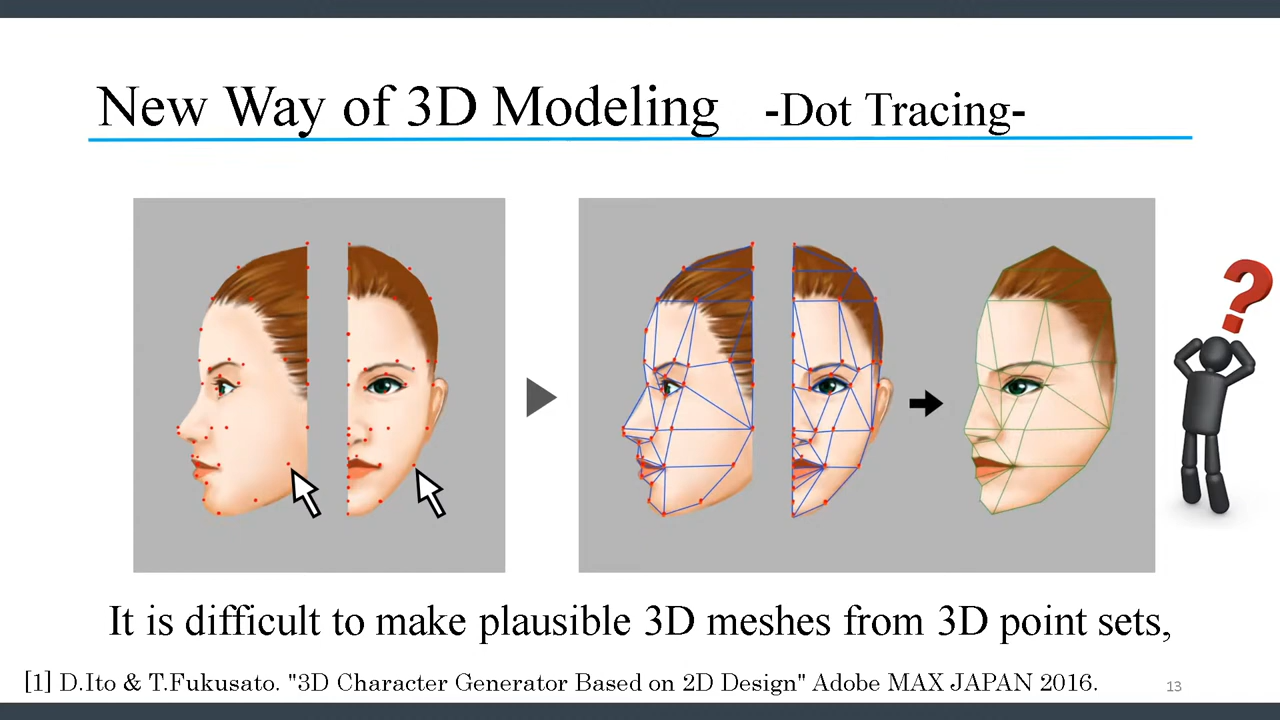 New Way of 3D Modeling -Dot Tracing-
It is difficult to make plausible 3D meshes from 3D point sets,
[1] D.Ito & T.Fukusato. "3D Character Generator Based on 2D Design" Adobe MAX JAPAN 2016.
13